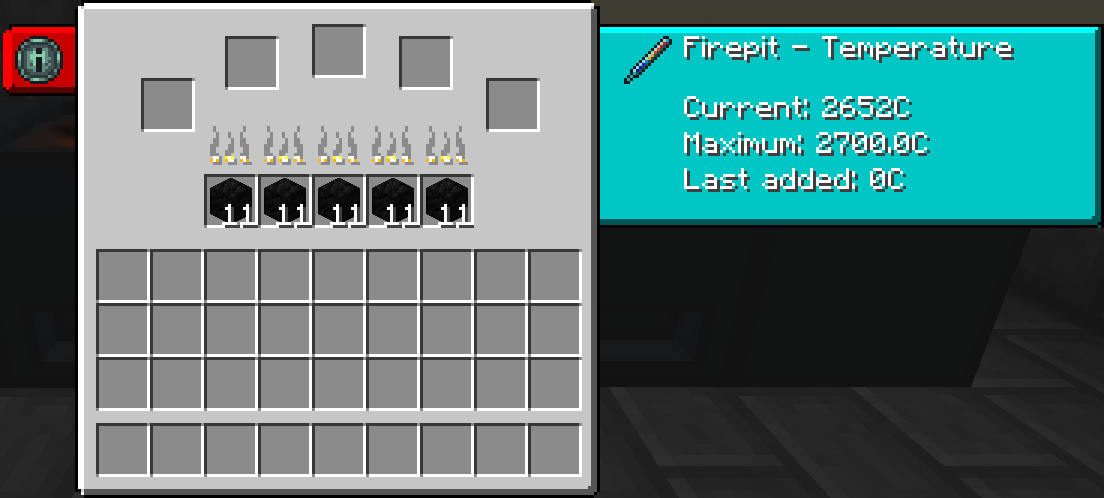 Firepit - Temperature
Current: 2652C
Maximum: 2700.0C
Last added: 0C
11 11 11 11 11